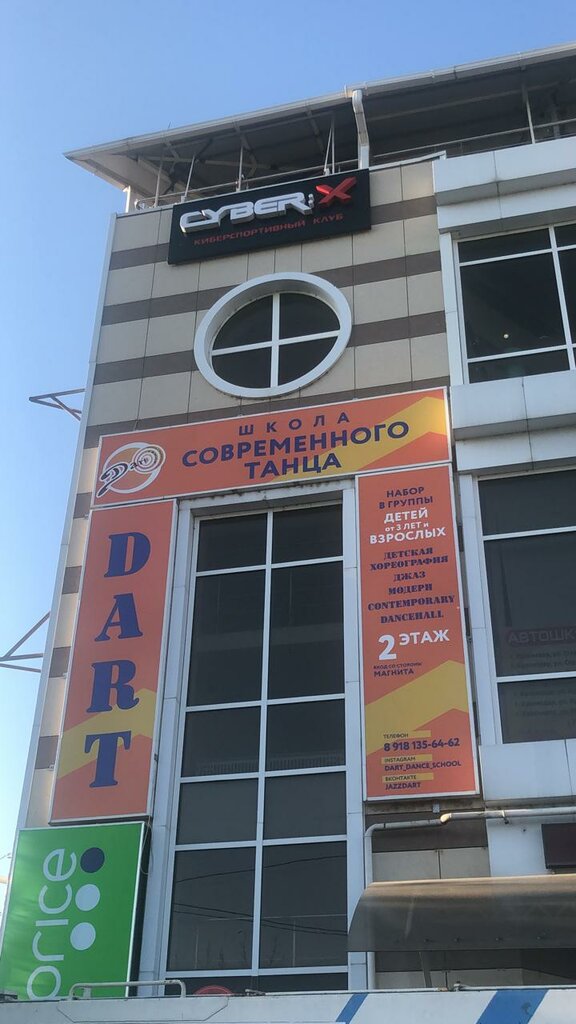 CYBER:X
КИБЕРСПОРТИВНЫЙ КЛУБ
Dart
ШКОЛА
СОВРЕМЕННОГО
ТАНЦА
DART
НАБОР
В ГРУППЫ
ДЕТЕЙ
от 3 ЛЕТ и
ВЗРОСЛЫХ
ДЕТСКАЯ
ХОРЕОГРАФИЯ
ДЖАЗ
МОДЕРН
CONTEMPORARY
DANCEHALL
2 ЭТАЖ
ВХОД СО СТОРОНЫ
МАГНИТА
ТЕЛЕФОН
8 918 135-64-62
INSTAGRAM
DART_DANCE_SCHOOL
ВКОНТАКТЕ
JAZZDART
АВТОШК
price